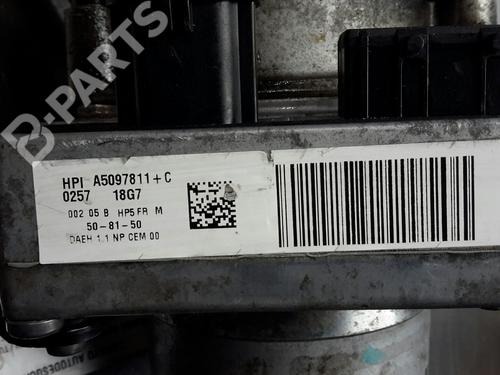 B-PARTS
HPI A5097811+C
0257 18G7
002 05 B HP5 FR M
50-81-50
DAEH 1.1 NP CEM 00